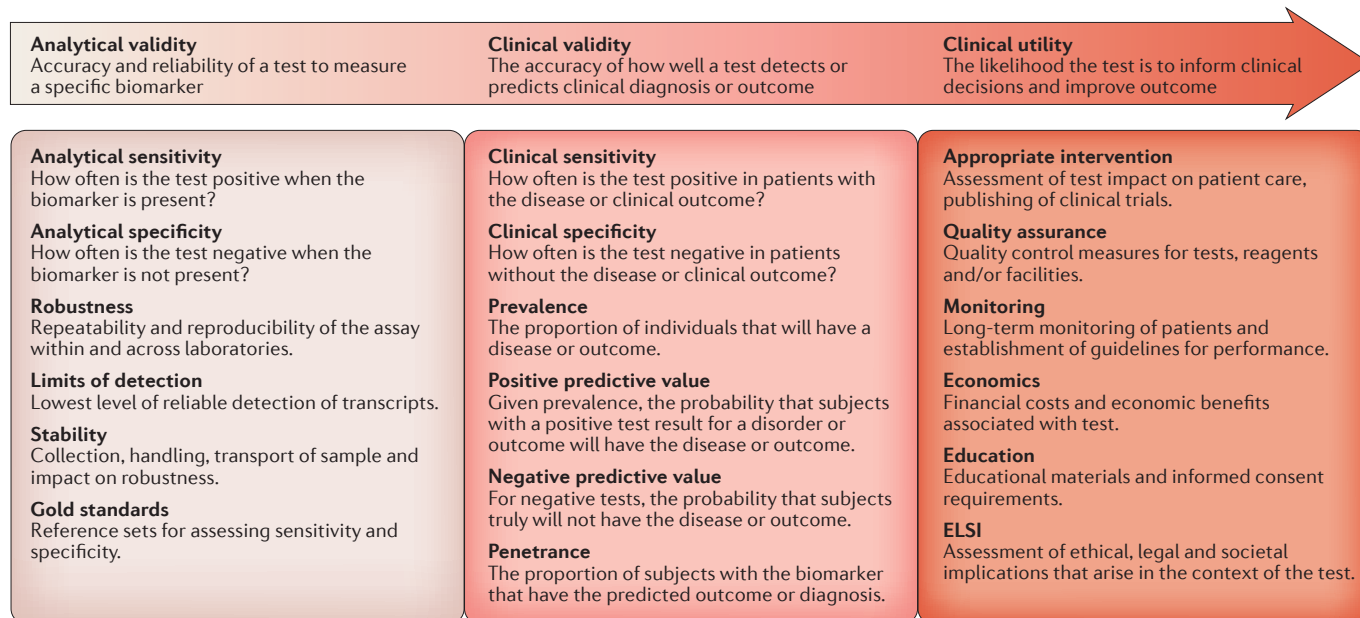 Analytical validity
Accuracy and reliability of a test to measure
a specific biomarker
Clinical validity
The accuracy of how well a test detects or
predicts clinical diagnosis or outcome
Clinical utility
The likelihood the test is to inform clinical
decisions and improve outcome
Analytical sensitivity
How often is the test positive when the
biomarker is present?
Analytical specificity
How often is the test negative when the
biomarker is not present?
Robustness
Repeatability and reproducibility of the assay
within and across laboratories.
Limits of detection
Lowest level of reliable detection of transcripts.
Stability
Collection, handling, transport of sample and
impact on robustness.
Gold standards
Reference sets for assessing sensitivity and
specificity.
Clinical sensitivity
How often is the test positive in patients with
the disease or clinical outcome?
Clinical specificity
How often is the test negative in patients
without the disease or clinical outcome?
Prevalence
The proportion of individuals that will have a
disease or outcome.
Positive predictive value
Given prevalence, the probability that subjects
with a positive test result for a disorder or
outcome will have the disease or outcome.
Negative predictive value
For negative tests, the probability that subjects
truly will not have the disease or outcome.
Penetrance
The proportion of subjects with the biomarker
that have the predicted outcome or diagnosis.
Appropriate intervention
Assessment of test impact on patient care,
publishing of clinical trials.
Quality assurance
Quality control measures for tests, reagents
and/or facilities.
Monitoring
Long-term monitoring of patients and
establishment of guidelines for performance.
Economics
Financial costs and economic benefits
associated with test.
Education
Educational materials and informed consent
requirements.
ELSI
Assessment of ethical, legal and societal
implications that arise in the context of the test.